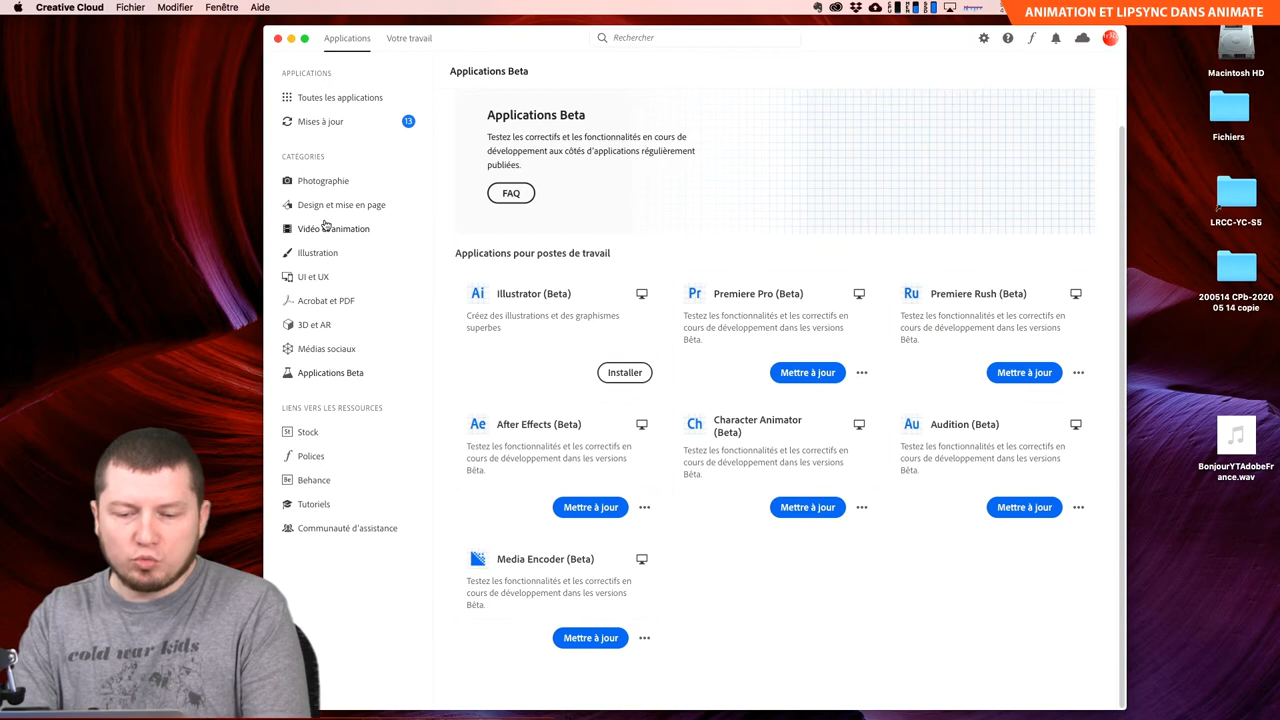 Creative Cloud Fichier Modifier Fenêtre Aide
ANIMATION ET LIPSYNC DANS ANIMATE
Applications Votre travail
Rechercher
APPLICATIONS
Toutes les applications
Mises à jour 13
CATÉGORIES
Photographie
Design et mise en page
Illustration
UI et UX
Acrobat et PDF
3D et AR
Médias sociaux
Applications Beta
LIENS VERS LES RESSOURCES
St Stock
Polices
Be Behance
Tutoriels
Communauté d'assistance
Applications Beta
Applications Beta
Testez les correctifs et les fonctionnalités en cours de
développement aux côtés d'applications régulièrement
publiées.
FAQ
Applications pour postes de travail
Ai Illustrator (Beta)
Créez des illustrations et des graphismes
superbes
Installer
Pr Premiere Pro (Beta)
Testez les fonctionnalités et les correctifs en
cours de développement dans les versions
Bêta.
Mettre à jour
Ru Premiere Rush (Beta)
Testez les fonctionnalités et les correctifs en
cours de développement dans les versions
Bêta.
Mettre à jour
Ae After Effects (Beta)
Testez les fonctionnalités et les correctifs en
cours de développement dans les versions
Bêta.
Mettre à jour
Ch Character Animator
(Beta)
Testez les fonctionnalités et les correctifs en
cours de développement dans les versions
Bêta.
Mettre à jour
Au Audition (Beta)
Testez les fonctionnalités et les correctifs en
cours de développement dans les versions
Bêta.
Mettre à jour
Media Encoder (Beta)
Testez les fonctionnalités et les correctifs en
cours de développement dans les versions
Bêta.
Mettre à jour
Macintosh HD
Fichiers
LRCC-YC-S5
200514 CPb-2020
05 14 copie
BonjourYTAdobeFr
ance.wav
cold war kids